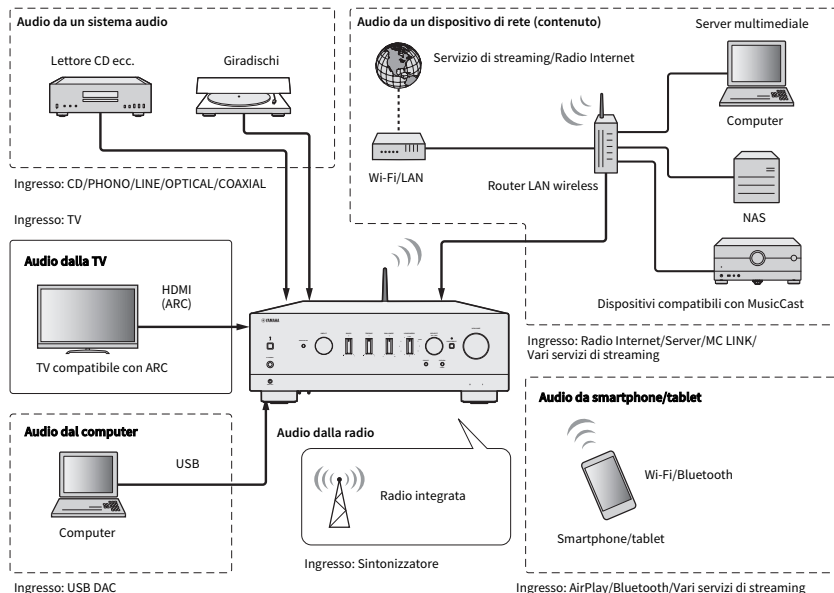 Audio da un sistema audio
Lettore CD ecc.
Giradischi
Ingresso: CD/PHONO/LINE/OPTICAL/COAXIAL
Audio da un dispositivo di rete (contenuto)
Servizio di streaming/Radio Internet
Wi-Fi/LAN
Router LAN wireless
Server multimediale
Computer
NAS
Dispositivi compatibili con MusicCast
Ingresso: Radio Internet/Server/MC LINK/
Vari servizi di streaming
Ingresso: TV
Audio dalla TV
HDMI
(ARC)
TV compatibile con ARC
YAMAHA
Audio dal computer
USB
Computer
Ingresso: USB DAC
Audio dalla radio
Radio integrata
Ingresso: Sintonizzatore
Audio da smartphone/tablet
Wi-Fi/Bluetooth
Smartphone/tablet
Ingresso: AirPlay/Bluetooth/Vari servizi di streaming